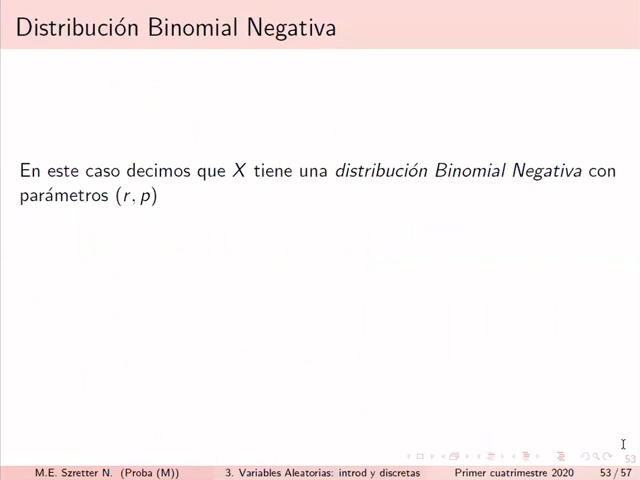 Distribución Binomial Negativa
En este caso decimos que X tiene una distribución Binomial Negativa con
parámetros (r, p)
53
M.E. Szretter N. (Proba (M)) 3. Variables Aleatorias: introd y discretas Primer cuatrimestre 2020 53 / 57